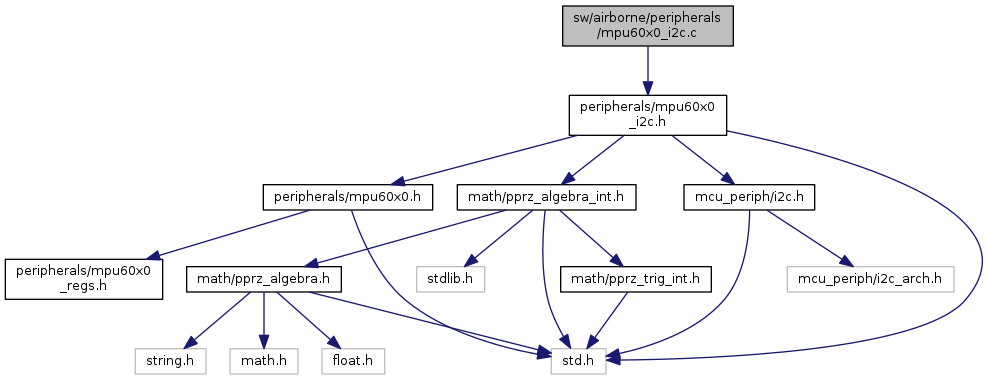 sw/airborne/peripherals
/mpu60x0_i2c.c
peripherals/mpu60x0
_i2c.h
peripherals/mpu60x0.h
math/pprz_algebra_int.h
mcu_periph/i2c.h
peripherals/mpu60x0
_regs.h
math/pprz_algebra.h
stdlib.h
math/pprz_trig_int.h
mcu_periph/i2c_arch.h
string.h
math.h
float.h
std.h